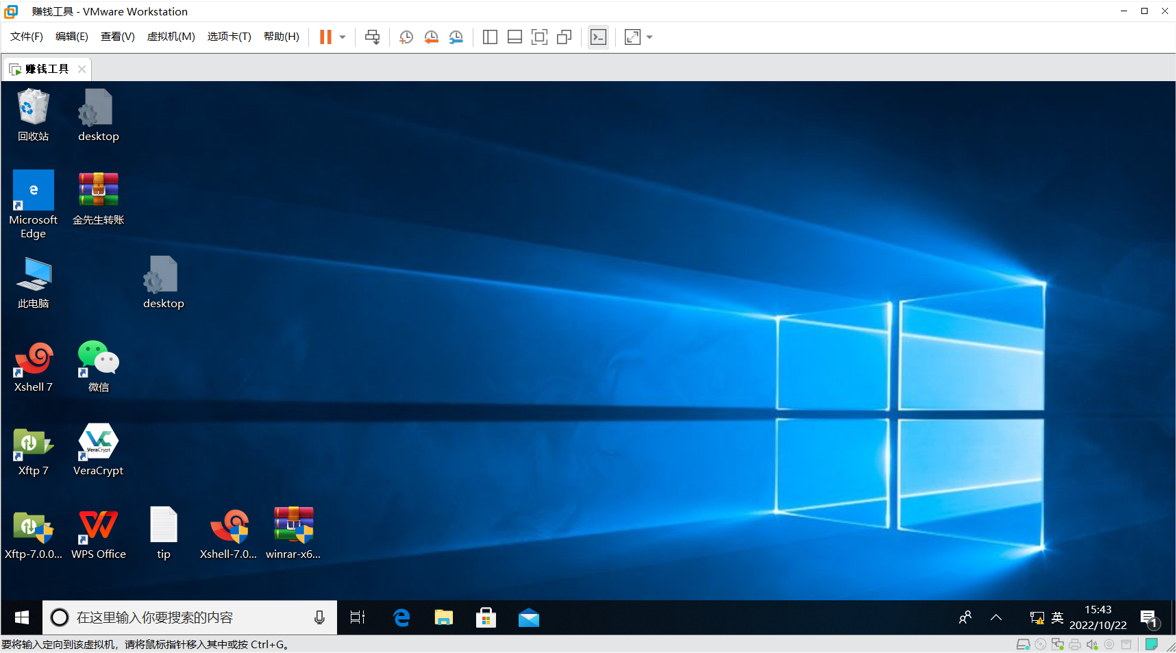 赚钱工具 - VMware Workstation
文件(F) 编辑(E) 查看(V) 虚拟机(M) 选项卡(T) 帮助(H)
赚钱工具
回收站
desktop
Microsoft Edge
金先生转账
此电脑
desktop
Xshell 7
微信
Xftp 7
VeraCrypt
Xftp-7.0.0...
WPS Office
tip
Xshell-7.0...
winrar-x6...
在这里输入你要搜索的内容
英
15:43
2022/10/22
1
要将输入定向到该虚拟机，请将鼠标指针移入其中或按 Ctrl+G。